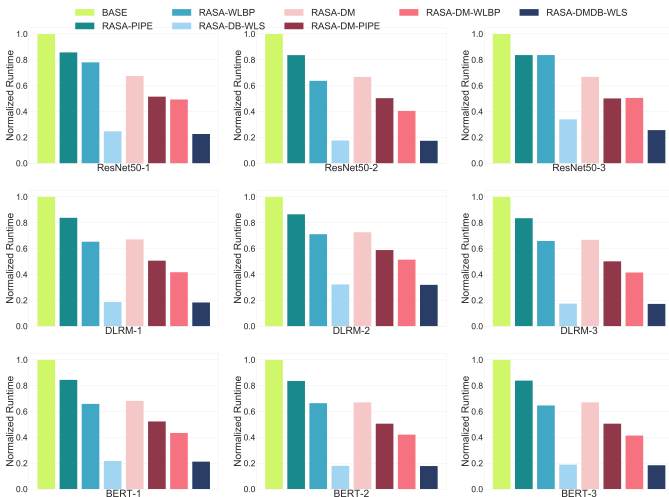 BASE RASA-WLBP RASA-DM RASA-DM-WLBP RASA-DMDB-WLS
RASA-PIPE RASA-DB-WLS RASA-DM-PIPE
Normalized Runtime
1.0
0.8
0.6
0.4
0.2
0.0
ResNet50-1
Normalized Runtime
1.0
0.8
0.6
0.4
0.2
0.0
ResNet50-2
Normalized Runtime
1.0
0.8
0.6
0.4
0.2
0.0
ResNet50-3
Normalized Runtime
1.0
0.8
0.6
0.4
0.2
0.0
DLRM-1
Normalized Runtime
1.0
0.8
0.6
0.4
0.2
0.0
DLRM-2
Normalized Runtime
1.0
0.8
0.6
0.4
0.2
0.0
DLRM-3
Normalized Runtime
1.0
0.8
0.6
0.4
0.2
0.0
BERT-1
Normalized Runtime
1.0
0.8
0.6
0.4
0.2
0.0
BERT-2
Normalized Runtime
1.0
0.8
0.6
0.4
0.2
0.0
BERT-3